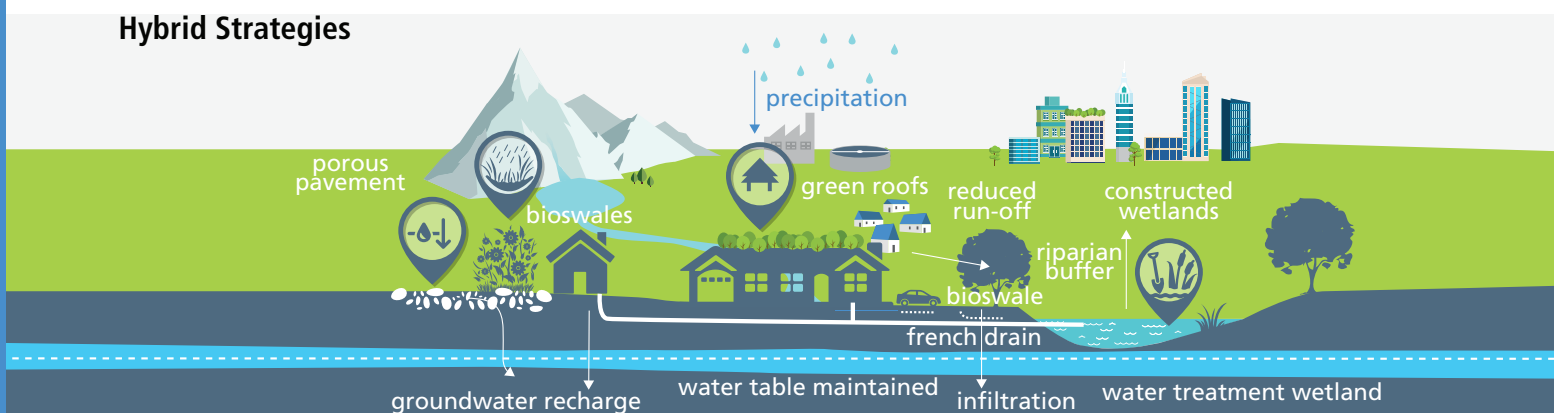 Hybrid Strategies
precipitation
porous
pavement
bioswales
green roofs
reduced
run-off
constructed
wetlands
riparian
buffer
bioswale
french drain
groundwater recharge
water table maintained
infiltration
water treatment wetland